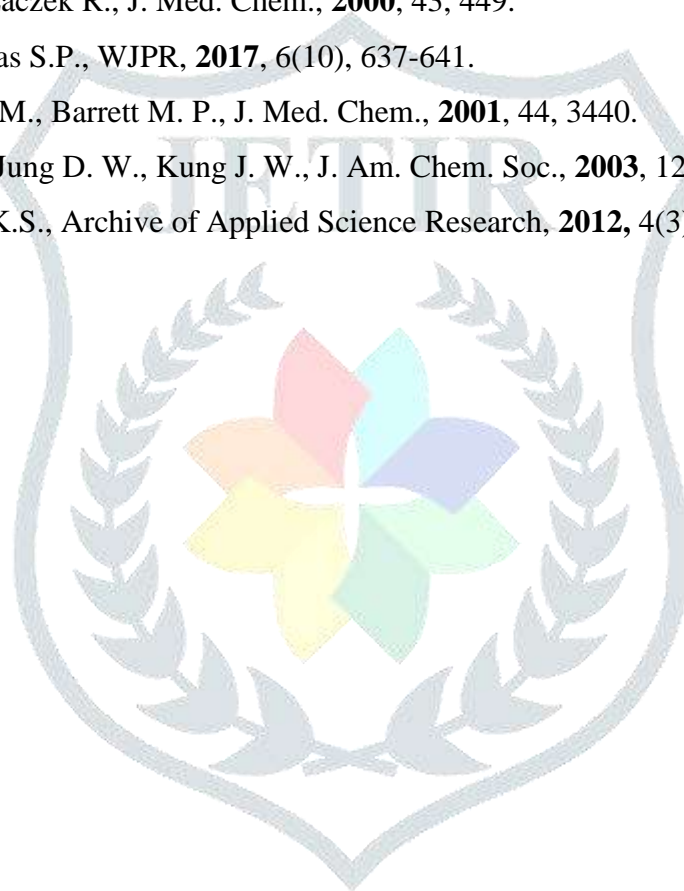 Zaczek R., J. Med. Chem., 2000, 43, 449.
as S.P., WJPR, 2017, 6(10), 637-641.
M., Barrett M. P., J. Med. Chem., 2001, 44, 3440.
Jung D. W., Kung J. W., J. Am. Chem. Soc., 2003, 12
K.S., Archive of Applied Science Research, 2012, 4(3)
JETIR